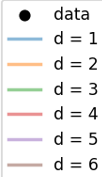 data
d = 1
d = 2
d = 3
d = 4
d = 5
d = 6